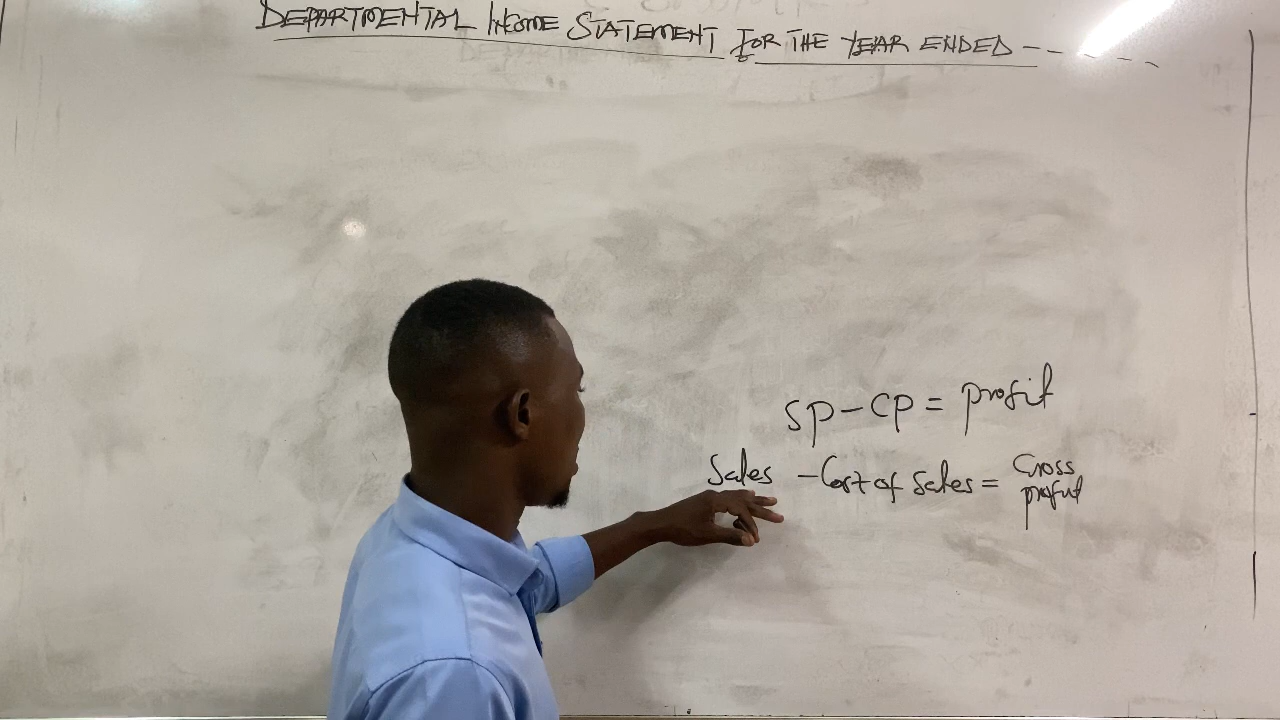 DEPARTMENTAL INCOME STATEMENT FOR THE YEAR ENDED -----
SP - CP = profit
Sales - Cost of Sales = Gross
profit